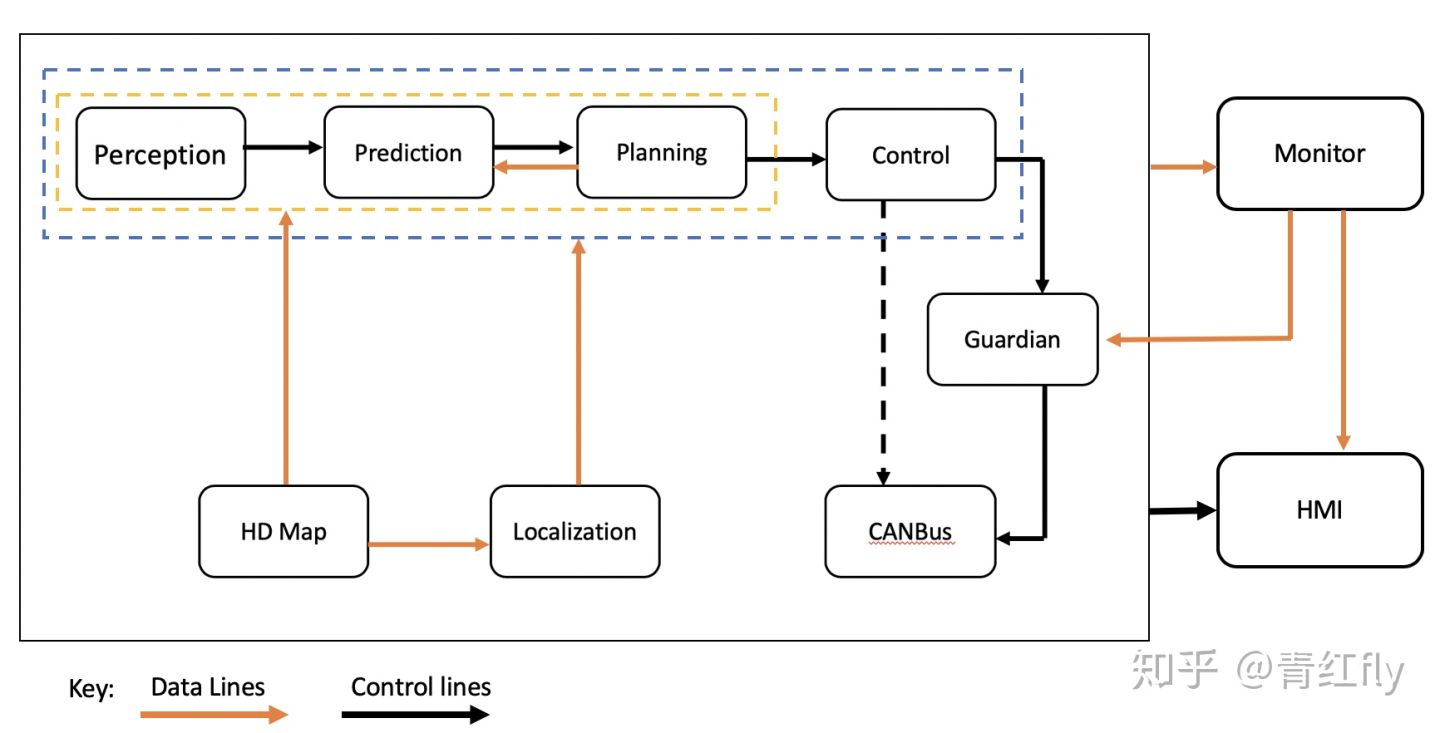 Perception
Prediction
Planning
Control
Monitor
Guardian
HD Map
Localization
CANBus
HMI
Key:
Data Lines
Control lines
知乎 @青红fly